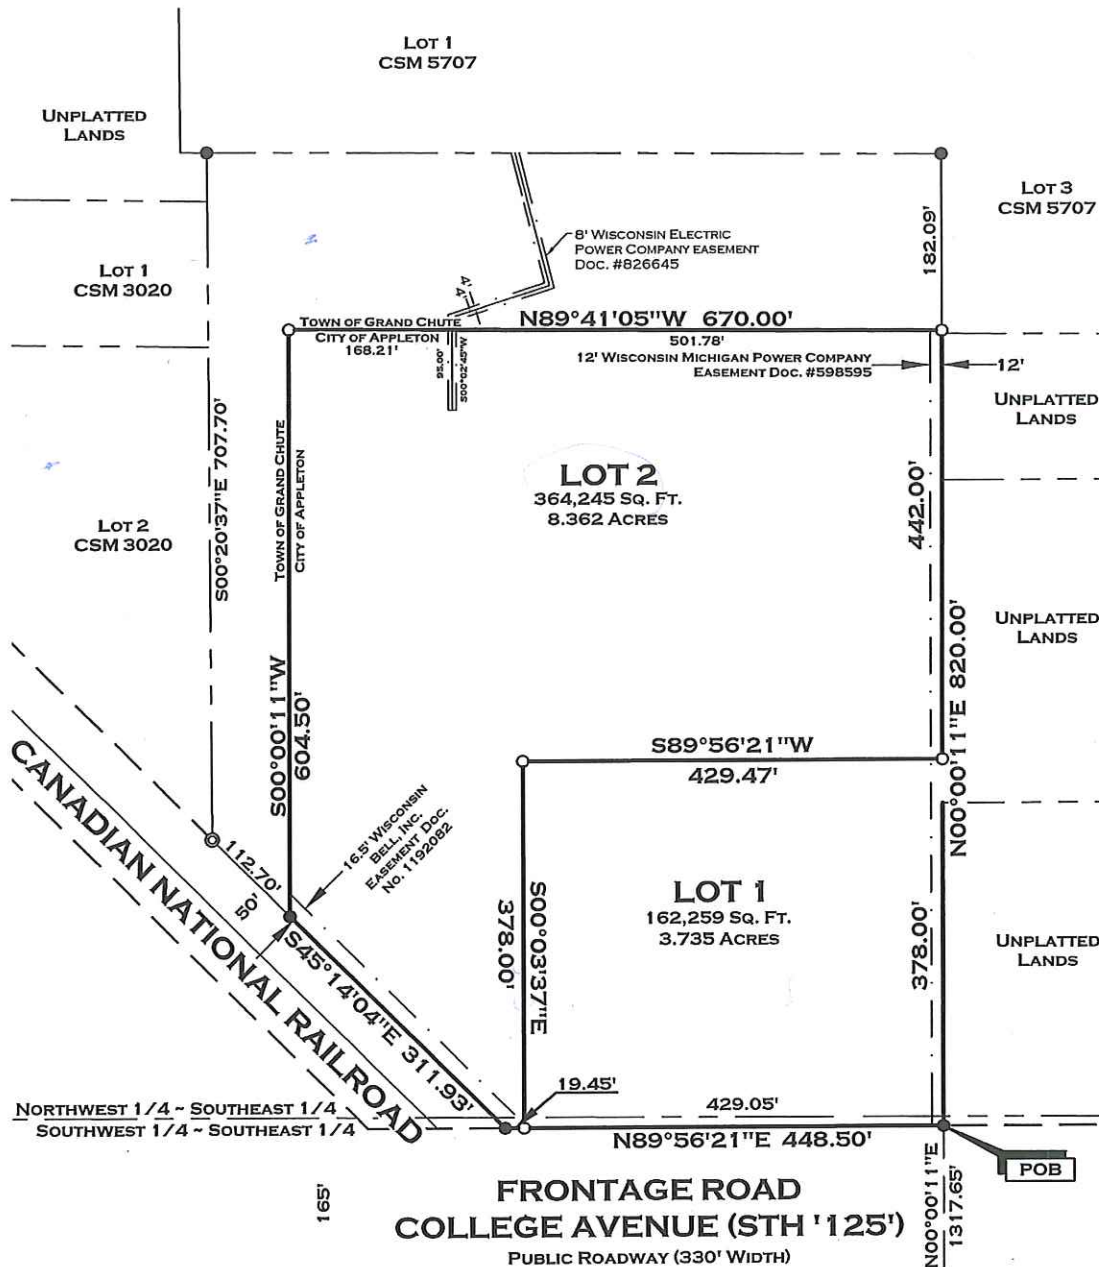 LOT 1
CSM 5707
UNPLATTED
LANDS
LOT 3
CSM 5707
182.09'
8' WISCONSIN ELECTRIC
POWER COMPANY EASEMENT
DOC. #826645
LOT 1
CSM 3020
4' 4'
TOWN OF GRAND CHUTE
CITY OF APPLETON
168.21'
N89°41'05"W 670.00'
501.78'
12' WISCONSIN MICHIGAN POWER COMPANY
EASEMENT DOC. #598595
12'
95.00'
S00°02'45"W
UNPLATTED
LANDS
S00°20'37"E 707.70'
TOWN OF GRAND CHUTE
CITY OF APPLETON
LOT 2
364,245 SQ. FT.
8.362 ACRES
442.00'
LOT 2
CSM 3020
UNPLATTED
LANDS
S00°00'11"W
604.50'
N00°00'11"E 820.00'
S89°56'21"W
429.47'
CANADIAN NATIONAL RAILROAD
112.70'
50'
16.5' WISCONSIN
BELL, INC.
EASEMENT DOC.
NO. 1192082
S45°14'04"E 311.93'
378.00'
S00°03'37"E
LOT 1
162,259 SQ. FT.
3.735 ACRES
378.00'
UNPLATTED
LANDS
19.45'
429.05'
NORTHWEST 1/4 ~ SOUTHEAST 1/4
SOUTHWEST 1/4 ~ SOUTHEAST 1/4
N89°56'21"E 448.50'
POB
165'
FRONTAGE ROAD
COLLEGE AVENUE (STH '125')
PUBLIC ROADWAY (330' WIDTH)
N00°00'11"E
1317.65'